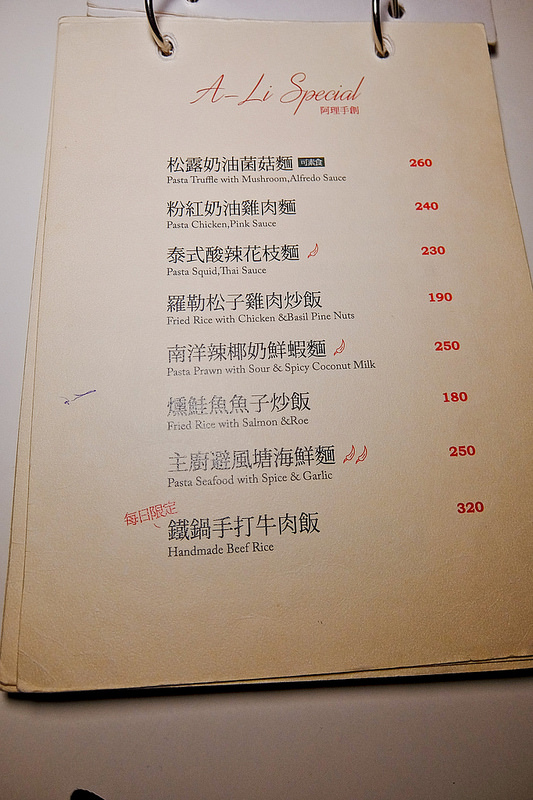 A-Li Special
阿理手創
松露奶油菌菇麵 可素食 260
Pasta Truffle with Mushroom,Alfredo Sauce
粉紅奶油雞肉麵 240
Pasta Chicken,Pink Sauce
泰式酸辣花枝麵 230
Pasta Squid,Thai Sauce
羅勒松子雞肉炒飯 190
Fried Rice with Chicken &Basil Pine Nuts
南洋辣椰奶鮮蝦麵 250
Pasta Prawn with Sour & Spicy Coconut Milk
燻鮭魚魚子炒飯 180
Fried Rice with Salmon &Roe
主廚避風塘海鮮麵 250
Pasta Seafood with Spice & Garlic
每日限定
鐵鍋手打牛肉飯 320
Handmade Beef Rice